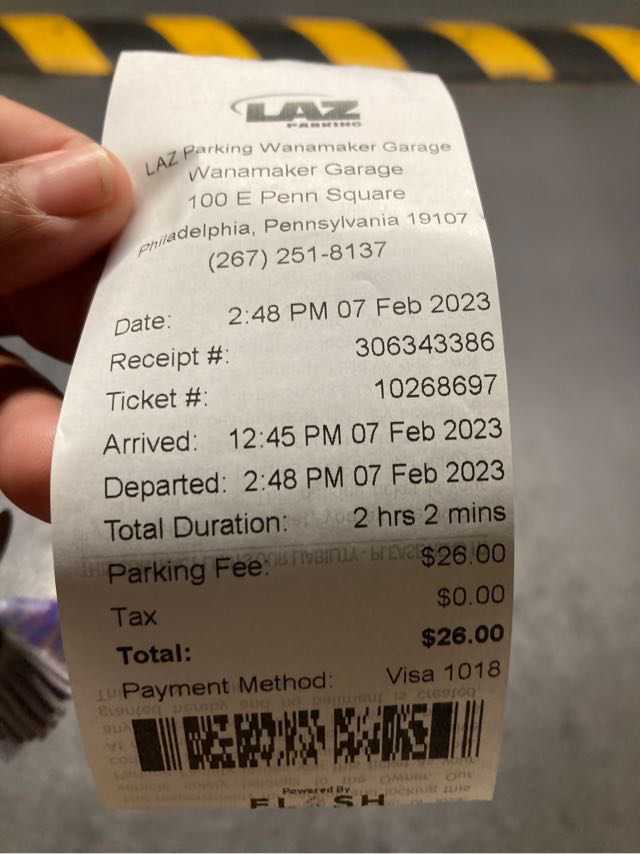 LAZ
PARKING
LAZ Parking Wanamaker Garage
Wanamaker Garage
100 E Penn Square
Philadelphia, Pennsylvania 19107
(267) 251-8137
Date: 2:48 PM 07 Feb 2023
Receipt #: 306343386
Ticket #: 10268697
Arrived: 12:45 PM 07 Feb 2023
Departed: 2:48 PM 07 Feb 2023
Total Duration: 2 hrs 2 mins
Parking Fee: $26.00
Tax $0.00
Total: $26.00
Payment Method: Visa 1018
Powered By
FLASH